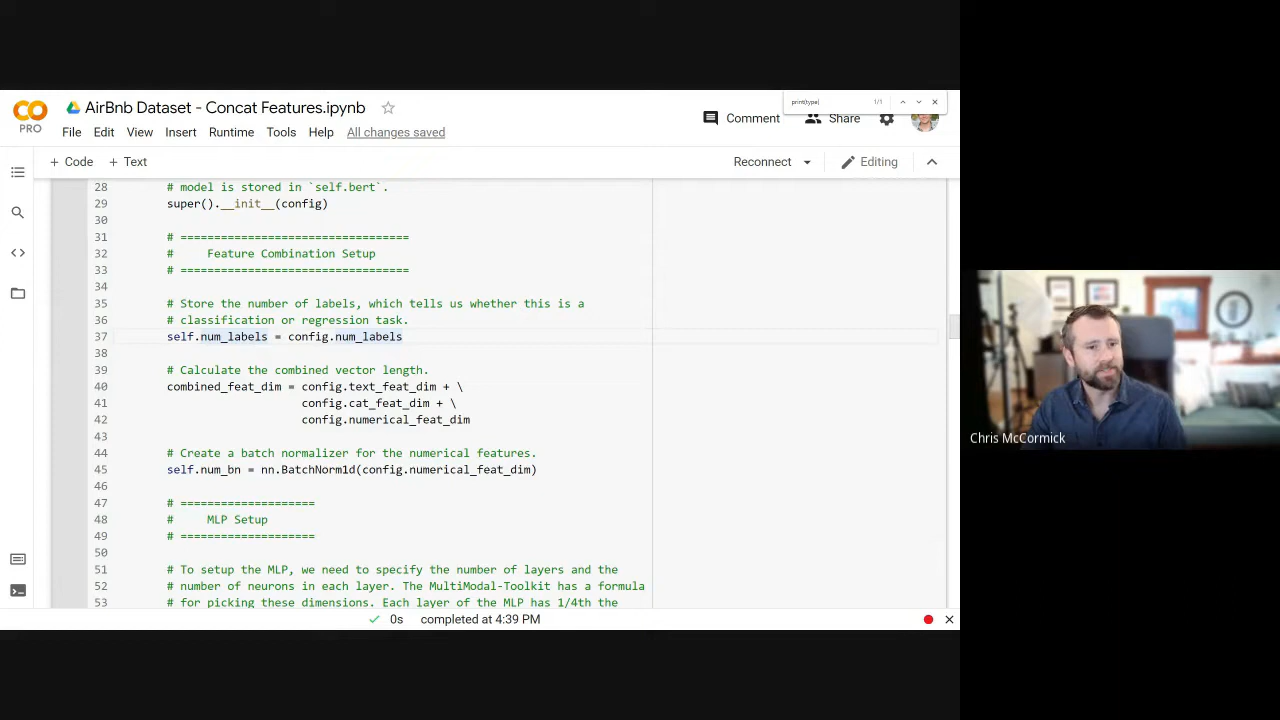 CO
PRO
AirBnb Dataset - Concat Features.ipynb
File Edit View Insert Runtime Tools Help All changes saved
print(type| 1/1
Comment Share
+ Code + Text Reconnect Editing
28 # model is stored in `self.bert`.
29 super().__init__(config)
30
31 # ==================================
32 # Feature Combination Setup
33 # ==================================
34
35 # Store the number of labels, which tells us whether this is a
36 # classification or regression task.
37 self.num_labels = config.num_labels
38
39 # Calculate the combined vector length.
40 combined_feat_dim = config.text_feat_dim + \
41 config.cat_feat_dim + \
42 config.numerical_feat_dim
43
44 # Create a batch normalizer for the numerical features.
45 self.num_bn = nn.BatchNorm1d(config.numerical_feat_dim)
46
47 # ====================
48 # MLP Setup
49 # ====================
50
51 # To setup the MLP, we need to specify the number of layers and the
52 # number of neurons in each layer. The MultiModal-Toolkit has a formula
53 # for picking these dimensions. Each layer of the MLP has 1/4th the
0s completed at 4:39 PM
Chris McCormick